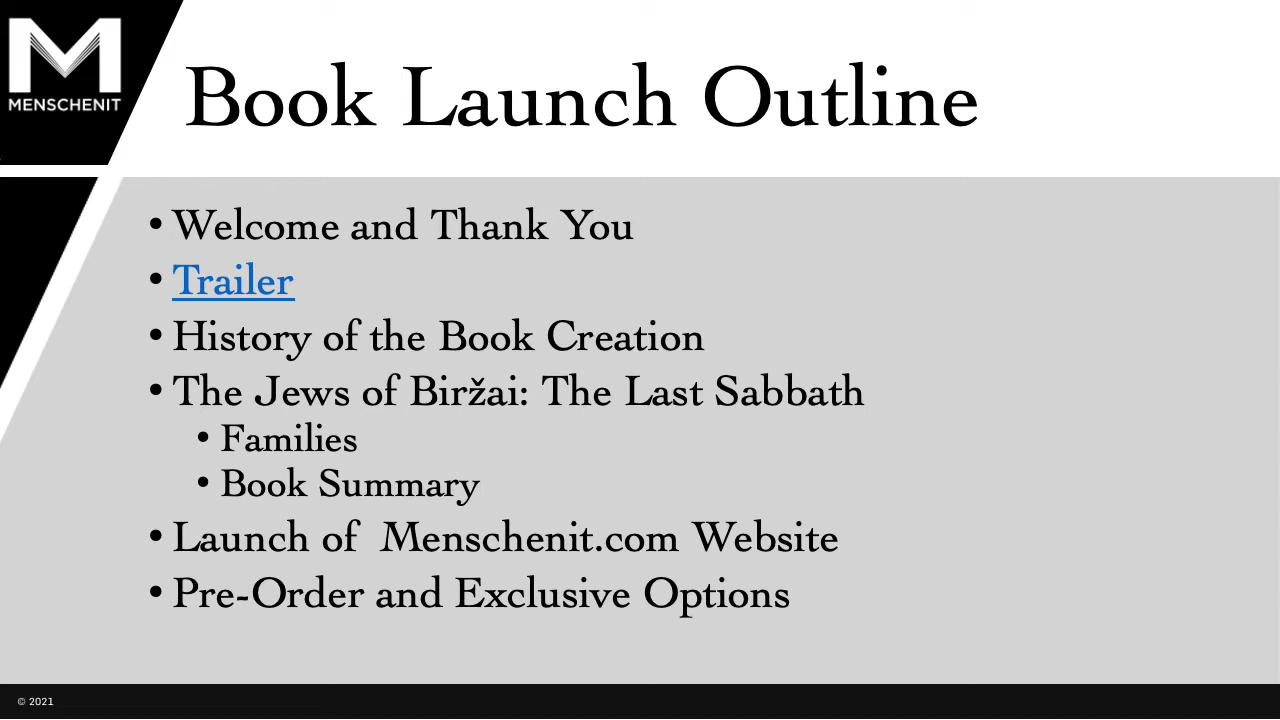 MENSCHENIT
Book Launch Outline
• Welcome and Thank You
• Trailer
• History of the Book Creation
• The Jews of Biržai: The Last Sabbath
• Families
• Book Summary
• Launch of  Menschenit.com Website
• Pre-Order and Exclusive Options
© 2021